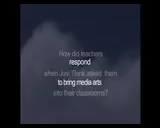 How did teachers
respond
when Just Think asked them
to bring media arts
into their classrooms?